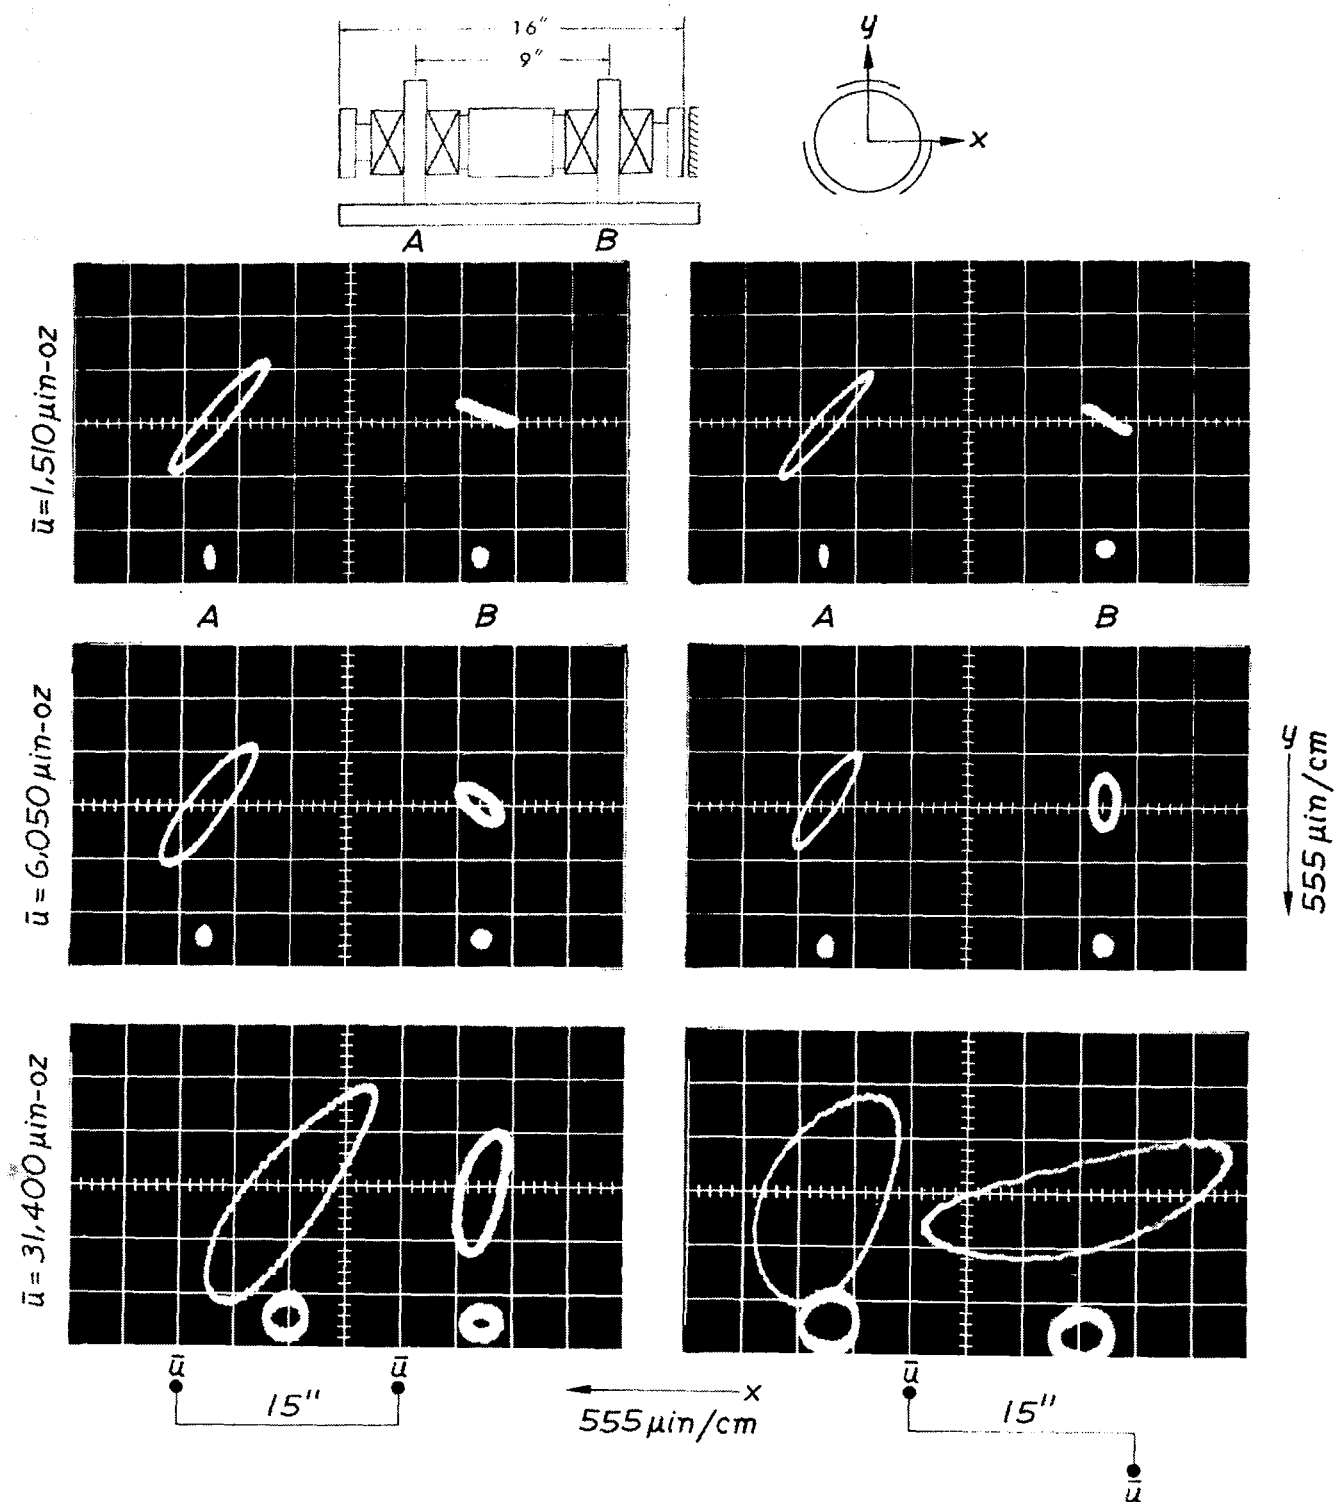 16"
9"
y
x
A B
ū=1,510 μin-oz
A B
A B
ū=6,050 μin-oz
y
555 μin/cm
ū=31,400 μin-oz
ū ū
15"
x
555 μin/cm
ū
15"
ū